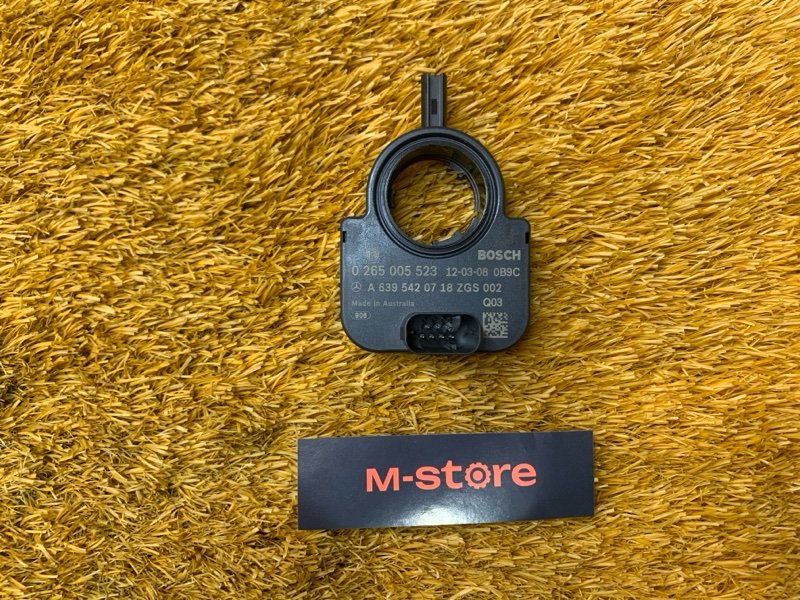 BOSCH
0 265 005 523 12-03-08 0B9C
A 639 542 07 18 ZGS 002
Made in Australia Q03
906
M-store